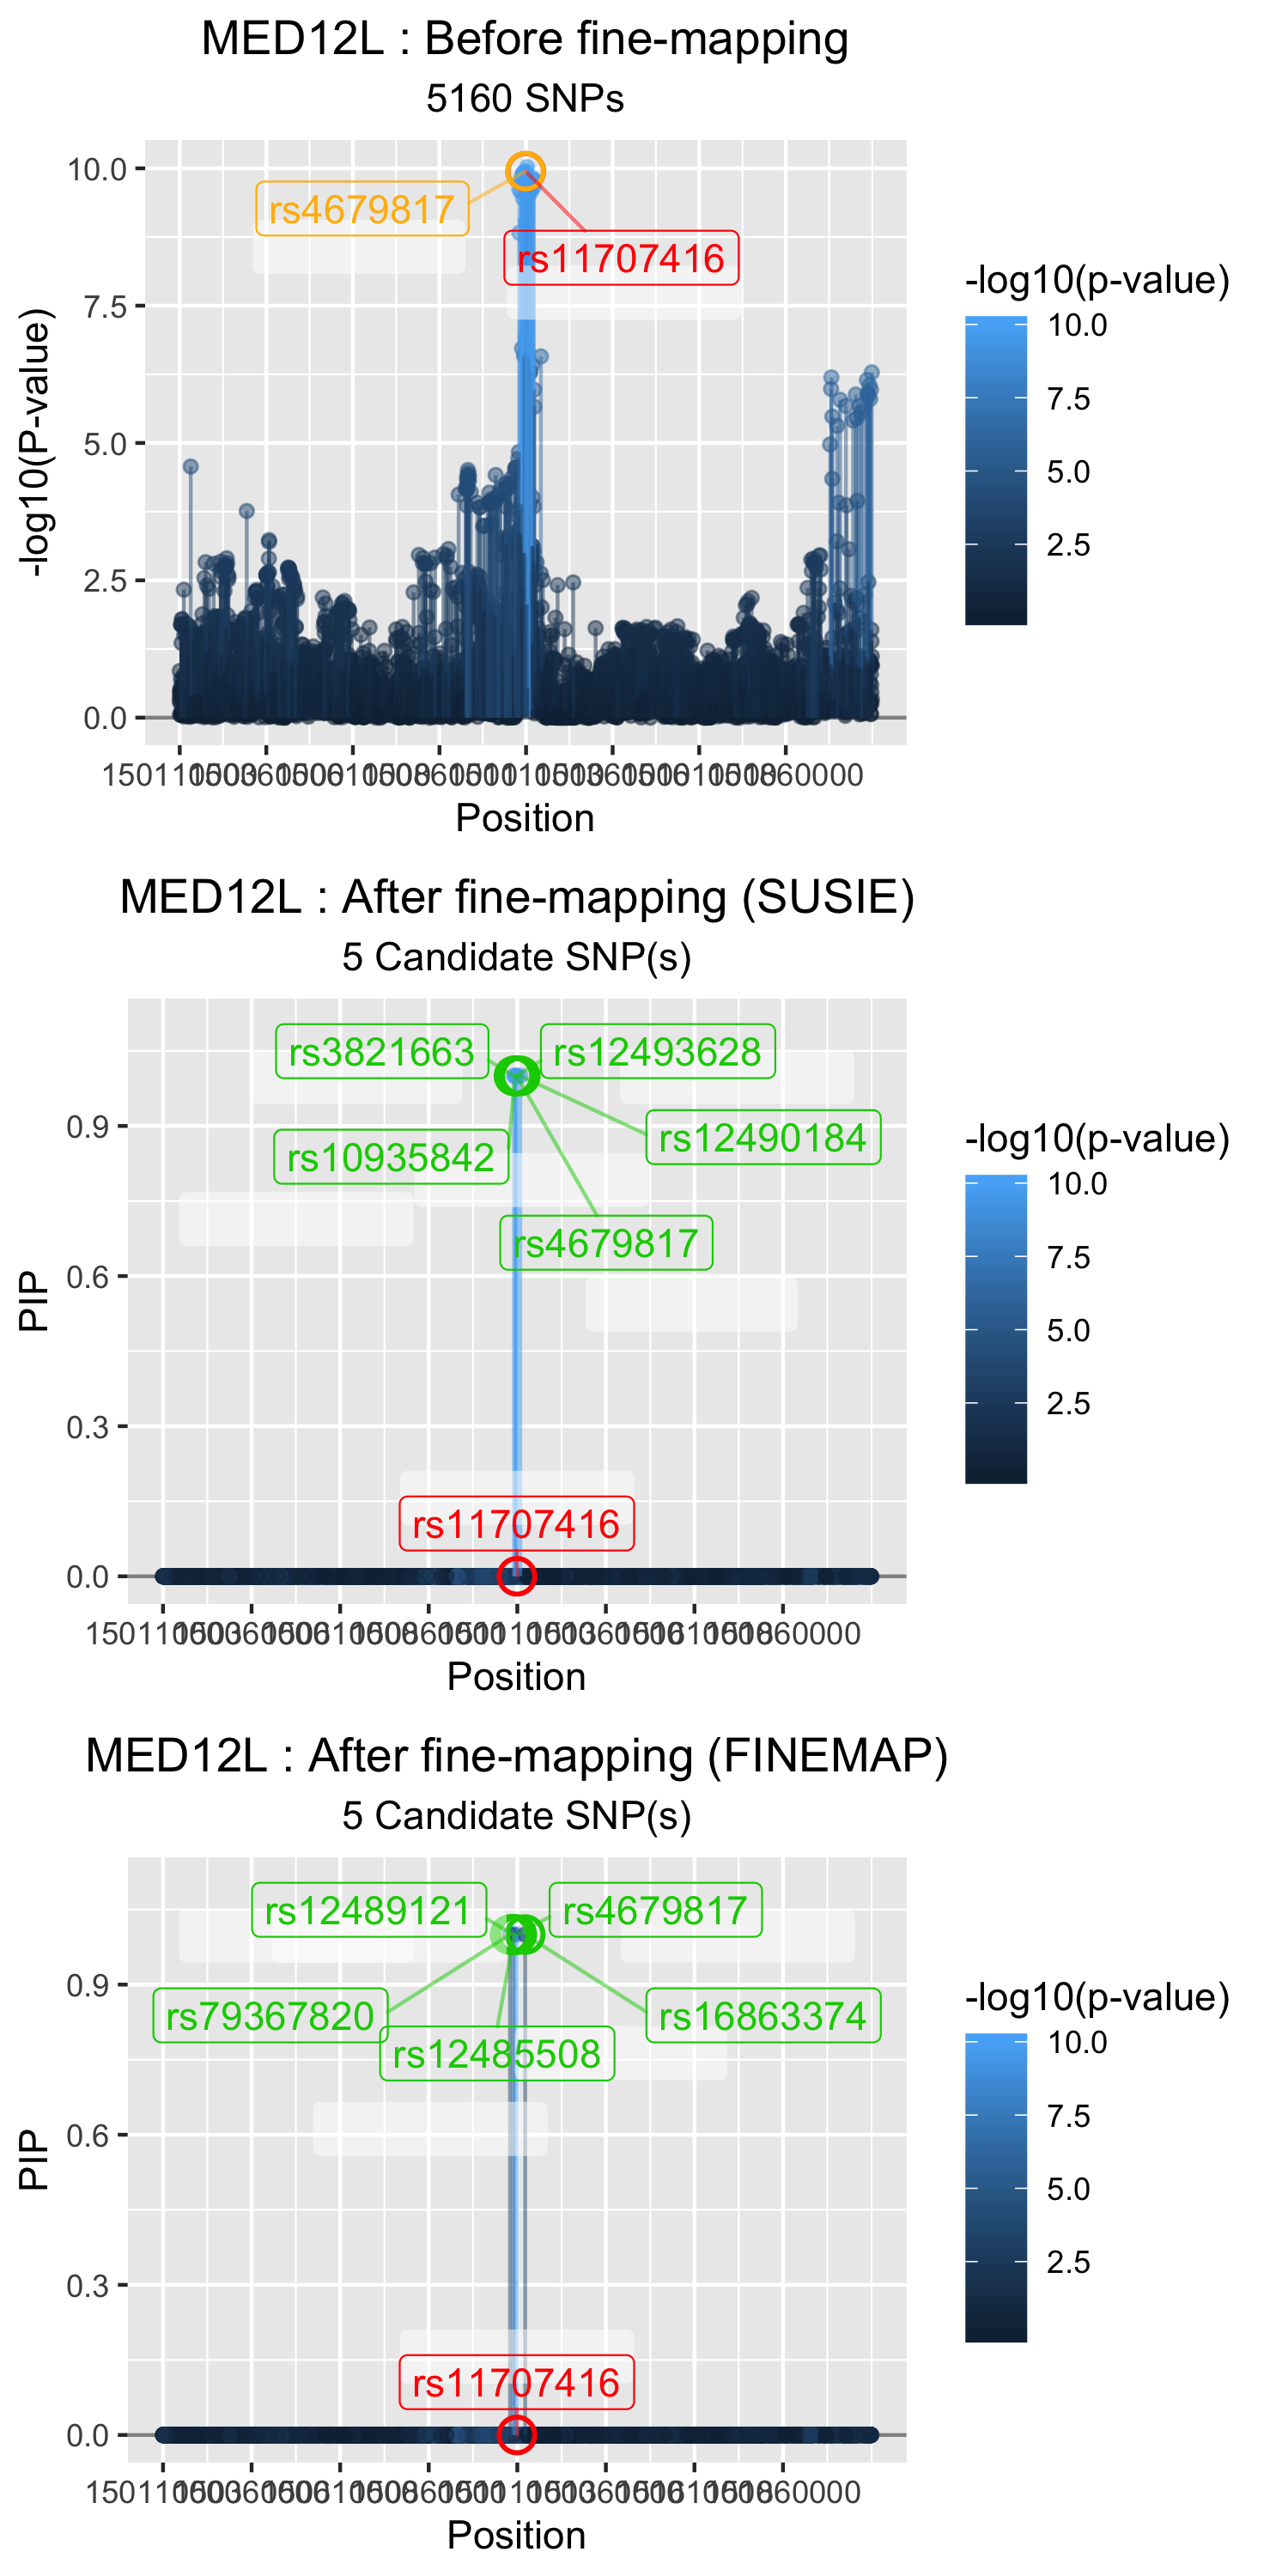 MED12L : Before fine-mapping
5160 SNPs
-log10(P-value)
10.0
7.5
5.0
2.5
0.0
rs4679817
rs11707416
Position
-log10(p-value)
10.0
7.5
5.0
2.5
MED12L : After fine-mapping (SUSIE)
5 Candidate SNP(s)
PIP
0.9
0.6
0.3
0.0
rs3821663
rs12493628
rs12490184
rs10935842
rs4679817
rs11707416
Position
-log10(p-value)
10.0
7.5
5.0
2.5
MED12L : After fine-mapping (FINEMAP)
5 Candidate SNP(s)
PIP
0.9
0.6
0.3
0.0
rs12489121
rs4679817
rs79367820
rs16863374
rs12485508
rs11707416
Position
-log10(p-value)
10.0
7.5
5.0
2.5